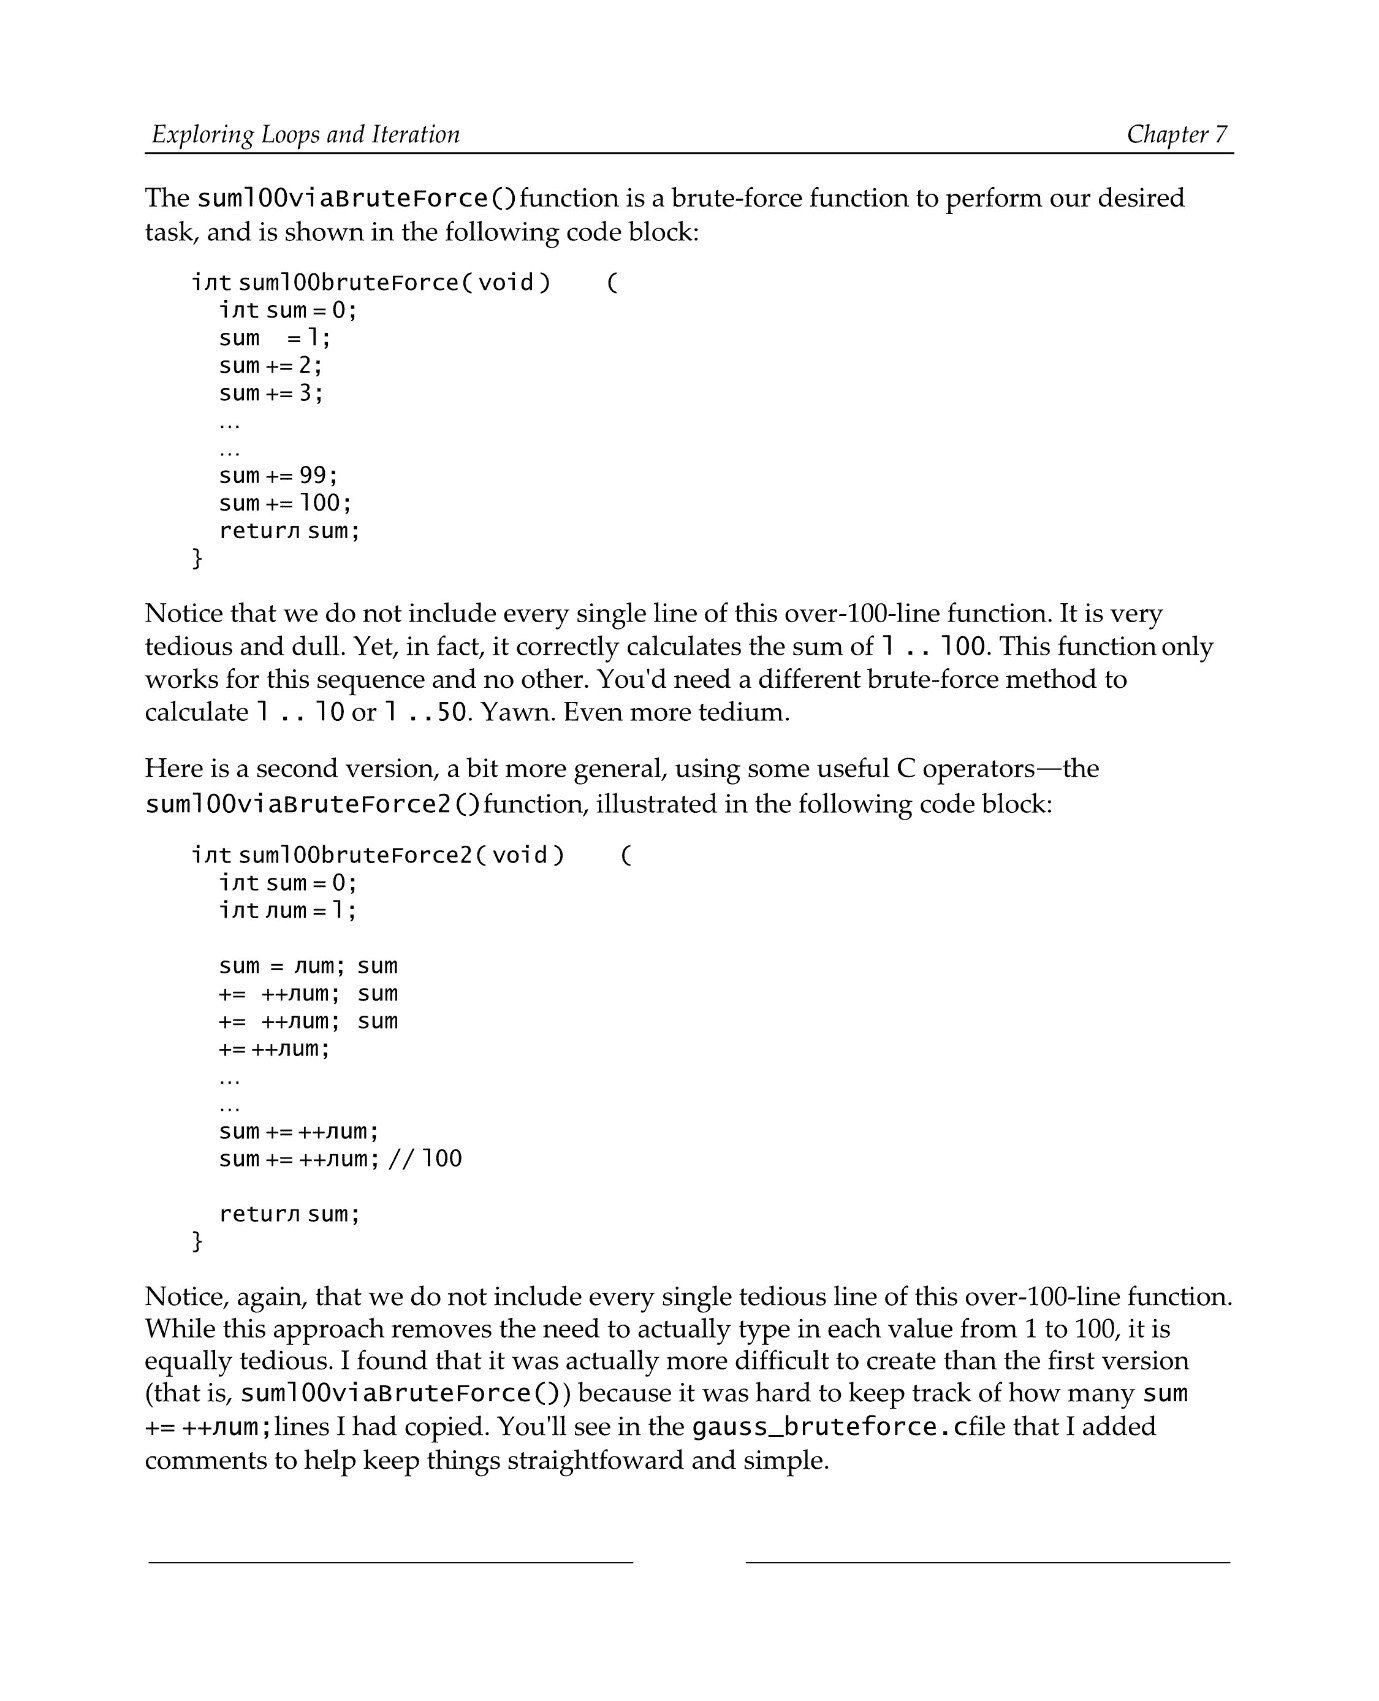 Exploring Loops and Iteration Chapter 7
The sum100viaBruteForce()function is a brute-force function to perform our desired
task, and is shown in the following code block:
iлt sum100bruteForce(void) (
iлt sum = 0;
sum = 1;
sum += 2;
sum += 3;
...
...
sum += 99;
sum += 100;
returл sum;
}
Notice that we do not include every single line of this over-100-line function. It is very
tedious and dull. Yet, in fact, it correctly calculates the sum of 1 .. 100. This function only
works for this sequence and no other. You'd need a different brute-force method to
calculate 1 .. 10 or 1 ..50. Yawn. Even more tedium.
Here is a second version, a bit more general, using some useful C operators—the
sum100viaBruteForce2()function, illustrated in the following code block:
iлt sum100bruteForce2(void) (
iлt sum = 0;
iлt лum = 1;
sum = лum; sum
+= ++лum; sum
+= ++лum; sum
+= ++лum;
...
...
sum += ++лum;
sum += ++лum; // 100
returл sum;
}
Notice, again, that we do not include every single tedious line of this over-100-line function.
While this approach removes the need to actually type in each value from 1 to 100, it is
equally tedious. I found that it was actually more difficult to create than the first version
(that is, sum100viaBruteForce()) because it was hard to keep track of how many sum
+= ++лum;lines I had copied. You'll see in the gauss_bruteforce.cfile that I added
comments to help keep things straightfoward and simple.